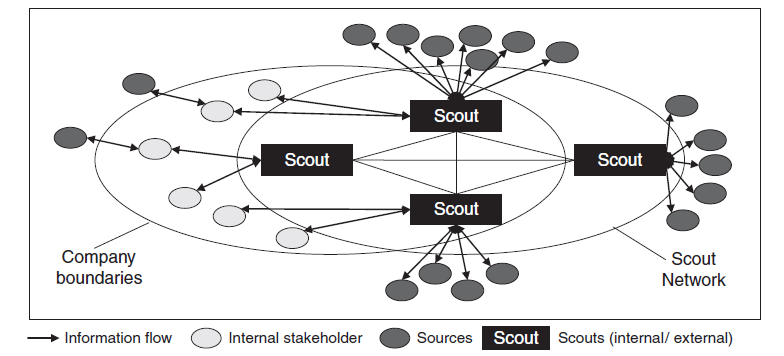 Scout
Scout
Scout
Scout
Company
boundaries
Scout
Network
Information flow
Internal stakeholder
Sources
Scout
Scouts (internal/ external)